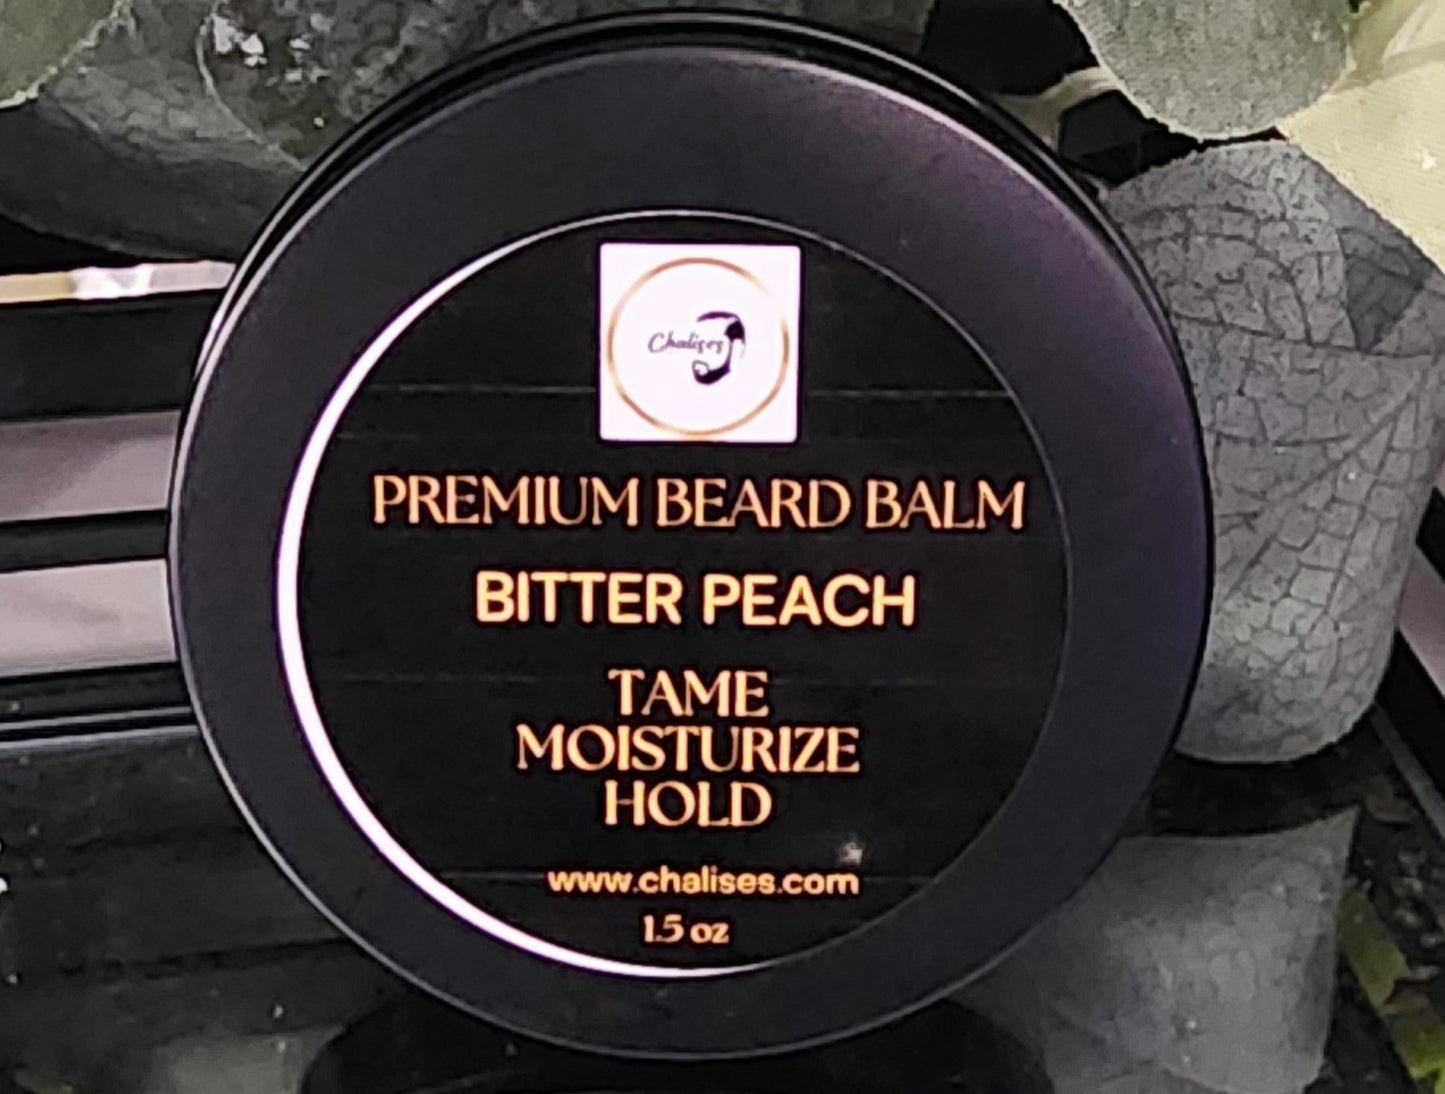 Chalises
PREMIUM BEARD BALM
BITTER PEACH
TAME
MOISTURIZE
HOLD
www.chalises.com
1.5 oz